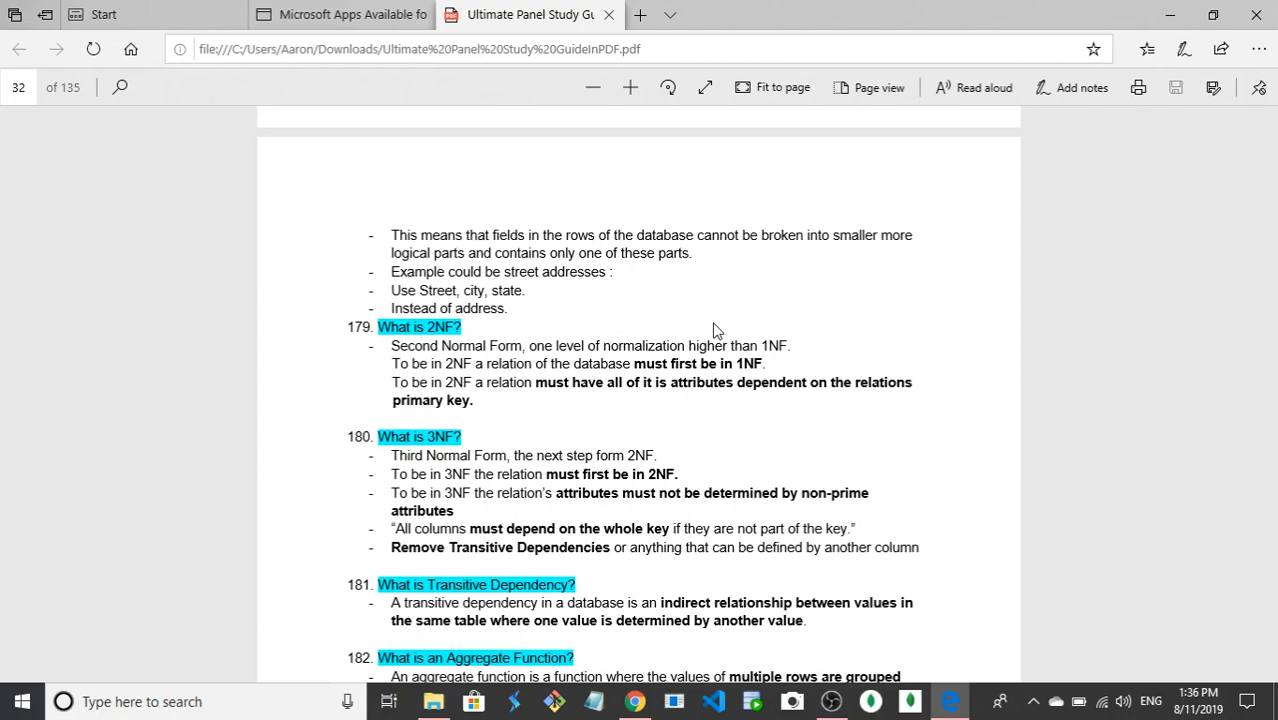 Start
Microsoft Apps Available fo
Ultimate Panel Study Gu
file:///C:/Users/Aaron/Downloads/Ultimate%20Panel%20Study%20GuideInPDF.pdf
32 of 135
Fit to page
Page view
Read aloud
Add notes
- This means that fields in the rows of the database cannot be broken into smaller more
logical parts and contains only one of these parts.
- Example could be street addresses :
- Use Street, city, state.
- Instead of address.
179. What is 2NF?
- Second Normal Form, one level of normalization higher than 1NF.
To be in 2NF a relation of the database must first be in 1NF.
To be in 2NF a relation must have all of it is attributes dependent on the relations
primary key.
180. What is 3NF?
- Third Normal Form, the next step form 2NF.
- To be in 3NF the relation must first be in 2NF.
- To be in 3NF the relation's attributes must not be determined by non-prime
attributes
- “All columns must depend on the whole key if they are not part of the key.”
- Remove Transitive Dependencies or anything that can be defined by another column
181. What is Transitive Dependency?
- A transitive dependency in a database is an indirect relationship between values in
the same table where one value is determined by another value.
182. What is an Aggregate Function?
- An aggregate function is a function where the values of multiple rows are grouped
Type here to search
ENG
1:36 PM
8/11/2019